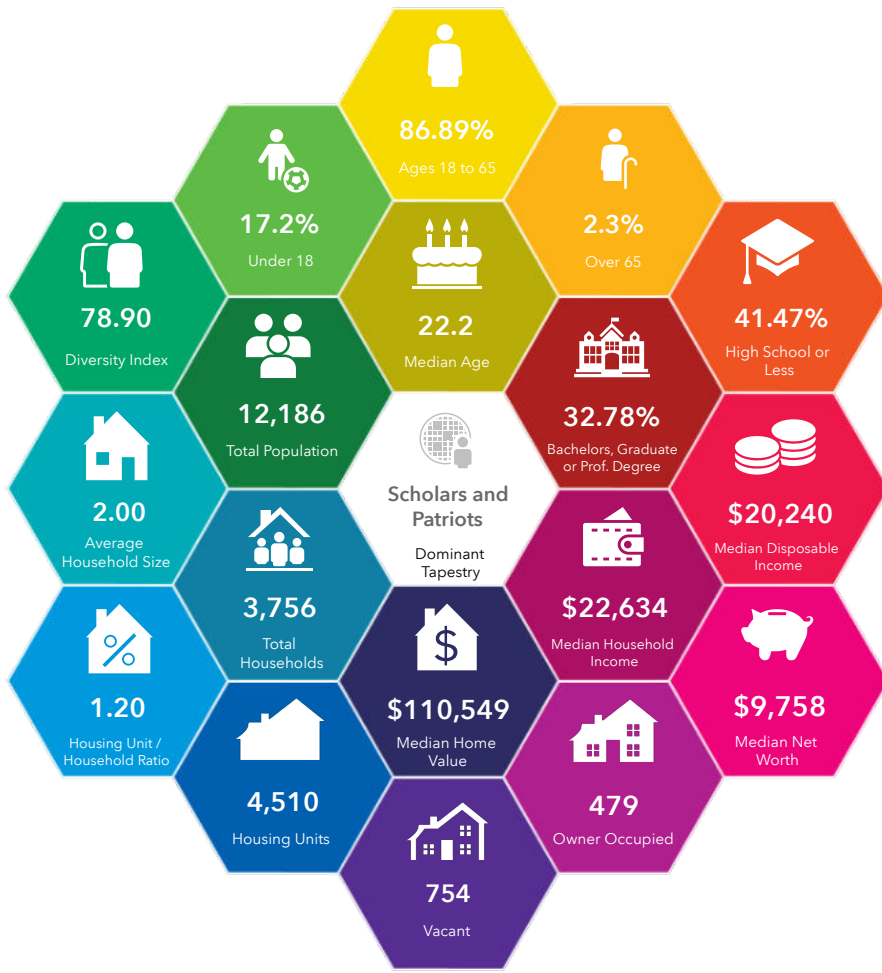 86.89%
Ages 18 to 65
17.2%
Under 18
2.3%
Over 65
78.90
Diversity Index
22.2
Median Age
41.47%
High School or
Less
12,186
Total Population
32.78%
Bachelors, Graduate
or Prof. Degree
2.00
Average
Household Size
Scholars and
Patriots
Dominant
Tapestry
$20,240
Median Disposable
Income
3,756
Total
Households
$22,634
Median Household
Income
1.20
Housing Unit /
Household Ratio
$
$110,549
Median Home
Value
$9,758
Median Net
Worth
4,510
Housing Units
479
Owner Occupied
754
Vacant